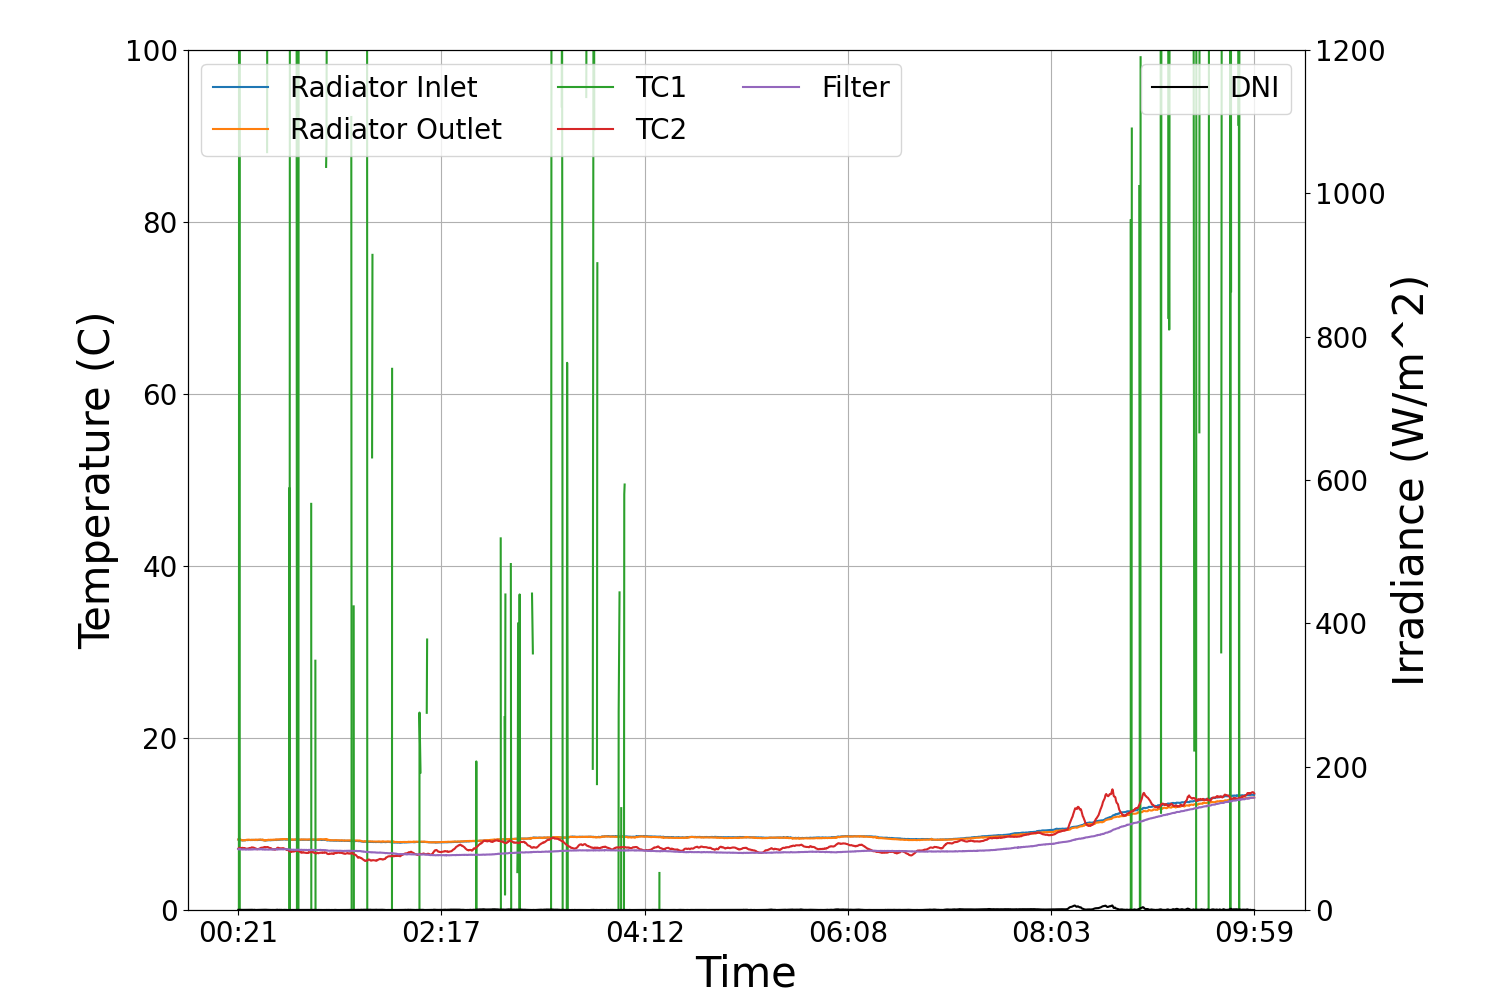 Radiator Inlet
Radiator Outlet
TC1
TC2
Filter
DNI
100
80
60
40
20
0
Temperature (C)
1200
1000
800
600
400
200
0
Irradiance (W/m^2)
00:21 02:17 04:12 06:08 08:03 09:59
Time